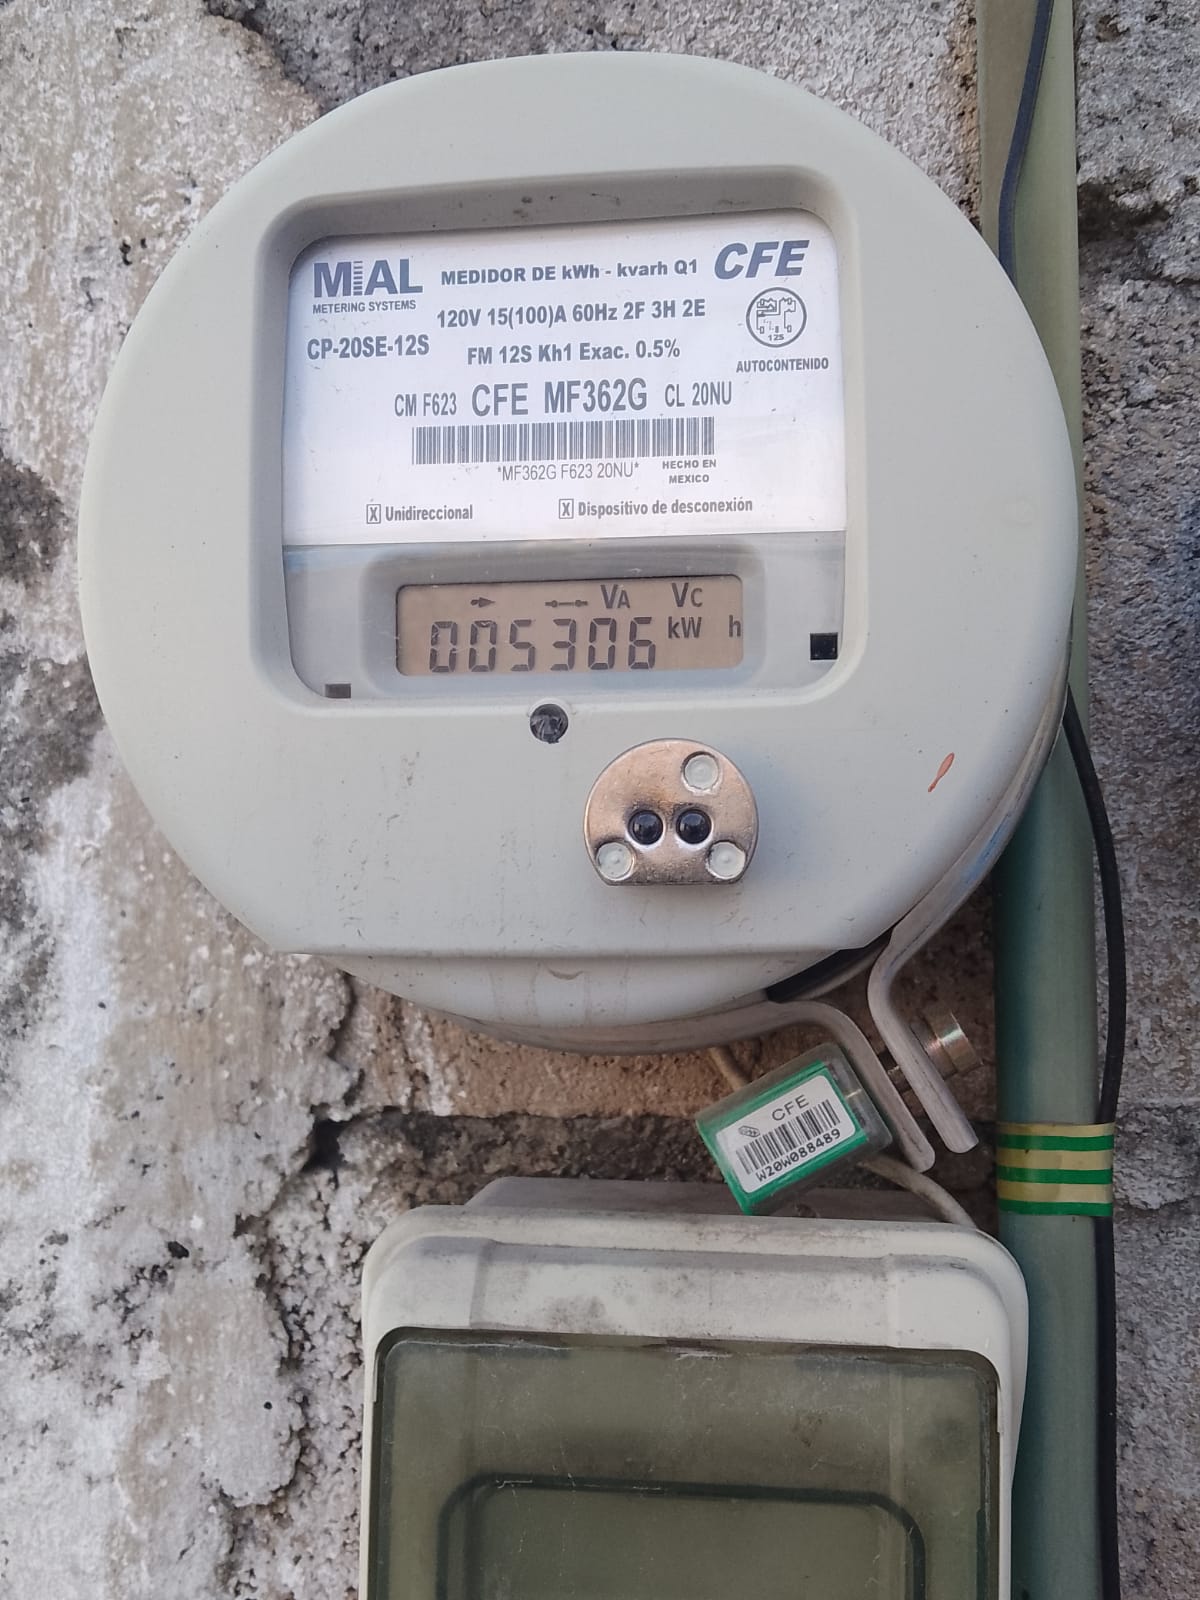 MIAL
METERING SYSTEMS
MEDIDOR DE kWh - kvarh Q1
CFE
120V 15(100)A 60Hz 2F 3H 2E
CP-20SE-12S
FM 12S Kh1 Exac. 0.5%
12S
AUTOCONTENIDO
CM F623 CFE MF362G CL 20NU
*MF362G F623 20NU*
HECHO EN
MEXICO
X Unidireccional
X Dispositivo de desconexión
VA VC
005306 kW h
CFE
W20W088489